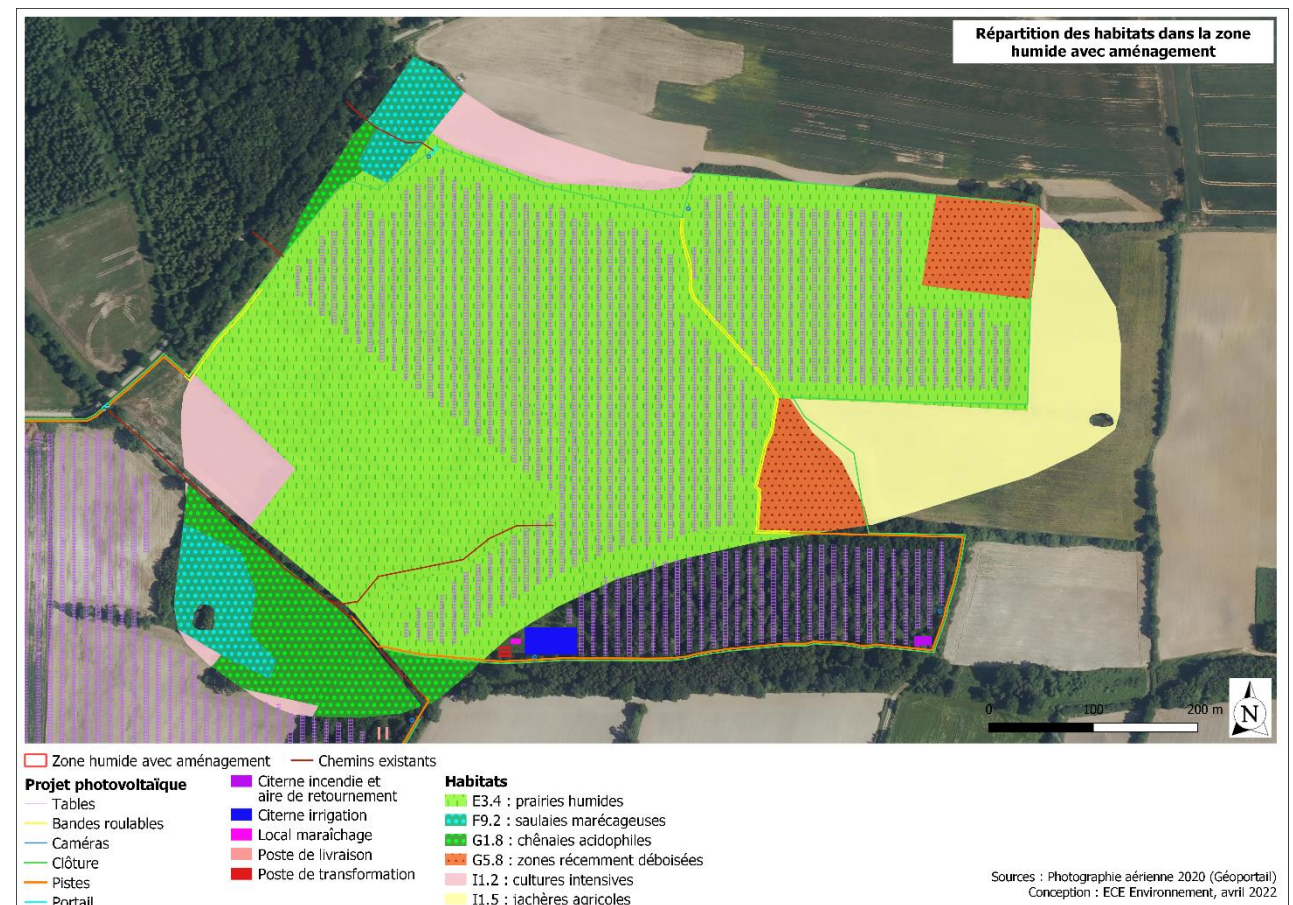 Répartition des habitats dans la zone
humide avec aménagement
0 100 200 m
N
Zone humide avec aménagement
Chemins existants
Projet photovoltaïque
Tables
Bandes roulables
Caméras
Clôture
Pistes
Portail
Citerne incendie et
aire de retournement
Citerne irrigation
Local maraîchage
Poste de livraison
Poste de transformation
Habitats
E3.4 : prairies humides
F9.2 : saulaies marécageuses
G1.8 : chênaies acidophiles
G5.8 : zones récemment déboisées
I1.2 : cultures intensives
I1.5 : jachères agricoles
Sources : Photographie aérienne 2020 (Géoportail)
Conception : ECE Environnement, avril 2022